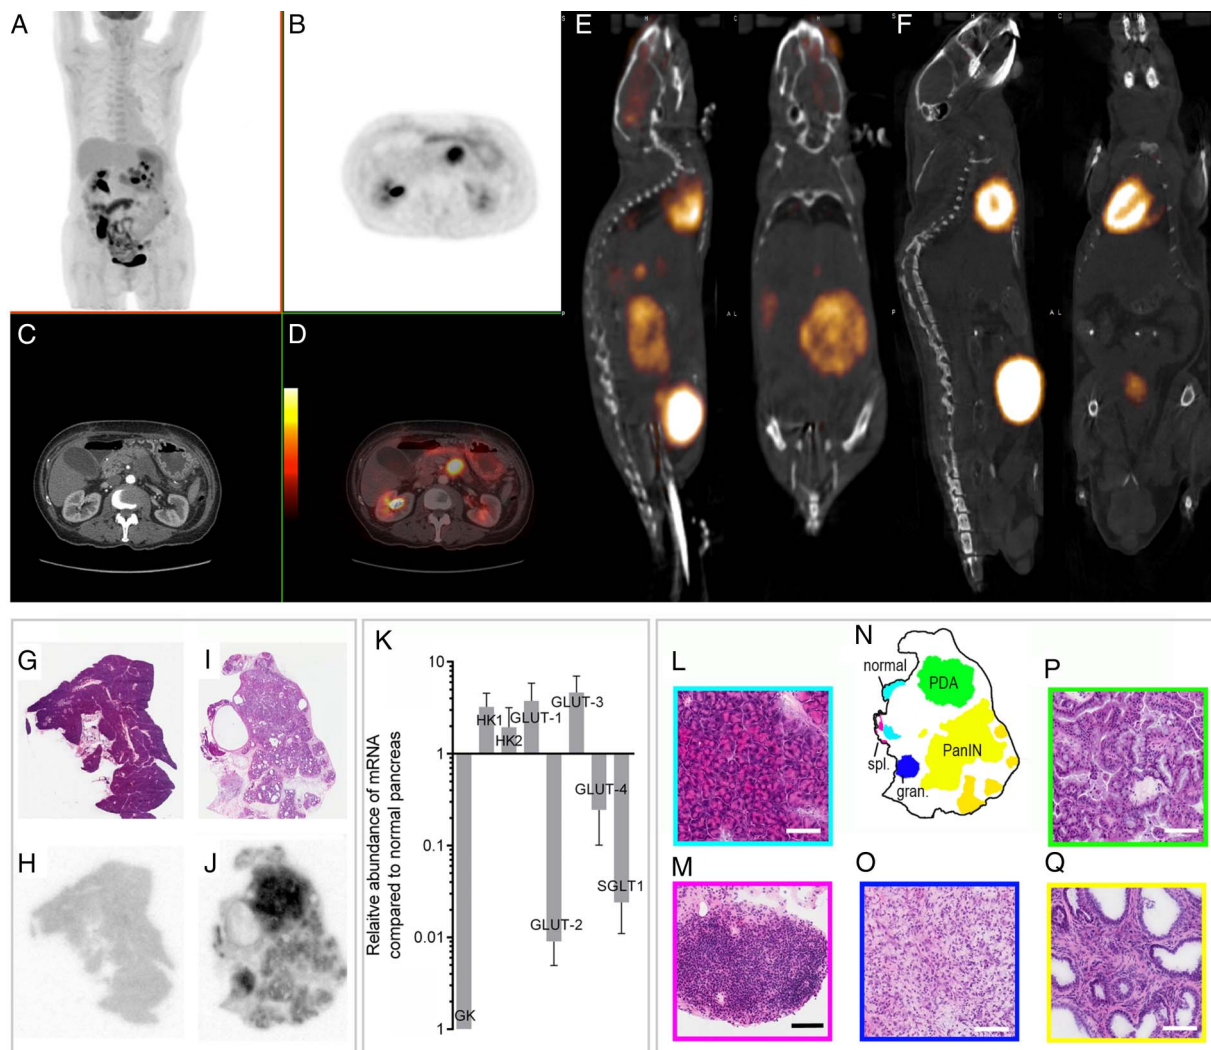 A
B
E
F
C
D
G
I
H
J
K
Relaitve abundance of mRNA
compared to normal pancreas
10
1
0.1
0.01
1
GK
HK1
HK2
GLUT-1
GLUT-2
GLUT-3
GLUT-4
SGLT1
L
N
normal
PDA
PanIN
spl.
gran.
P
M
O
Q